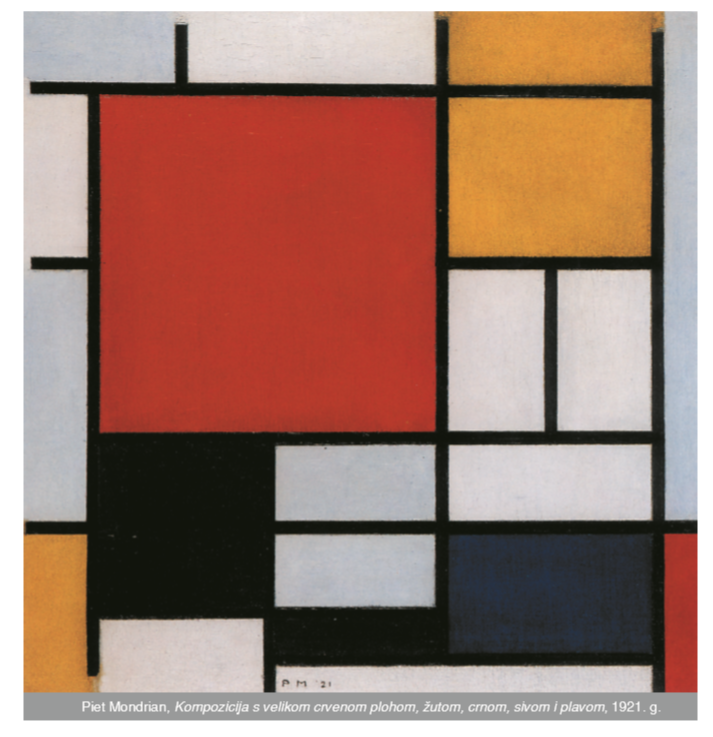 P M '21
Piet Mondrian, Kompozicija s velikom crvenom plohom, žutom, crnom, sivom i plavom, 1921. g.